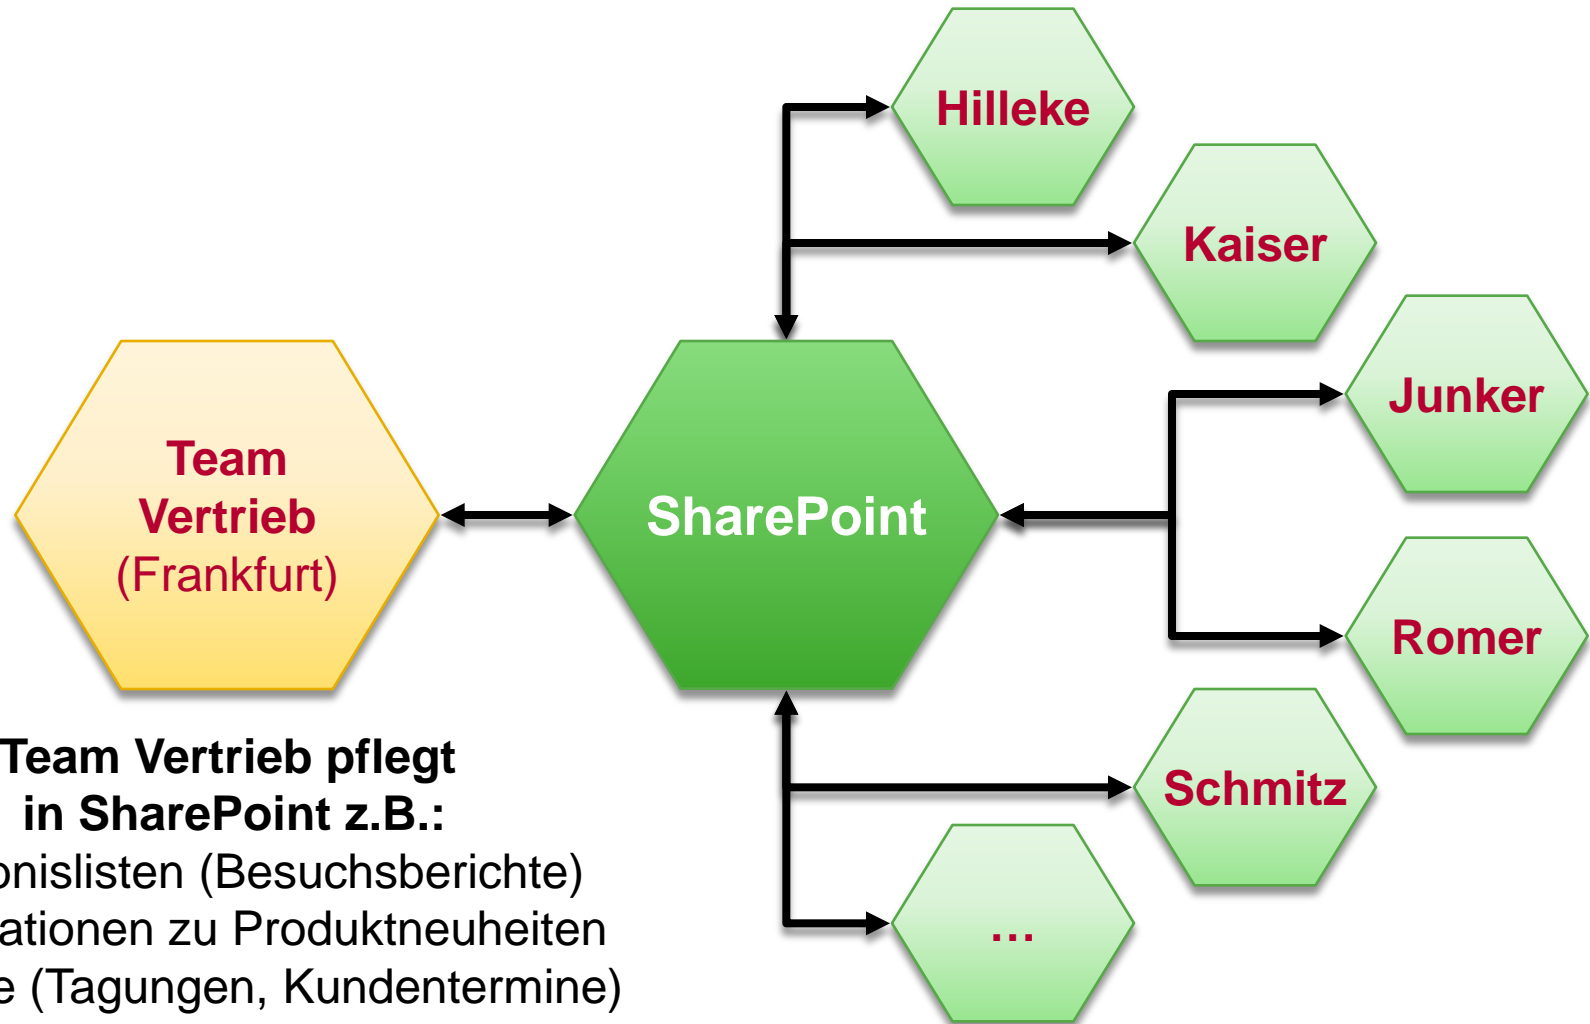 Hilleke
Kaiser
Junker
Team
Vertrieb
(Frankfurt)
SharePoint
Romer
Schmitz
...
Team Vertrieb pflegt
in SharePoint z.B.:
onislisten (Besuchsberichte)
ationen zu Produktneuheiten
e (Tagungen, Kundentermine)